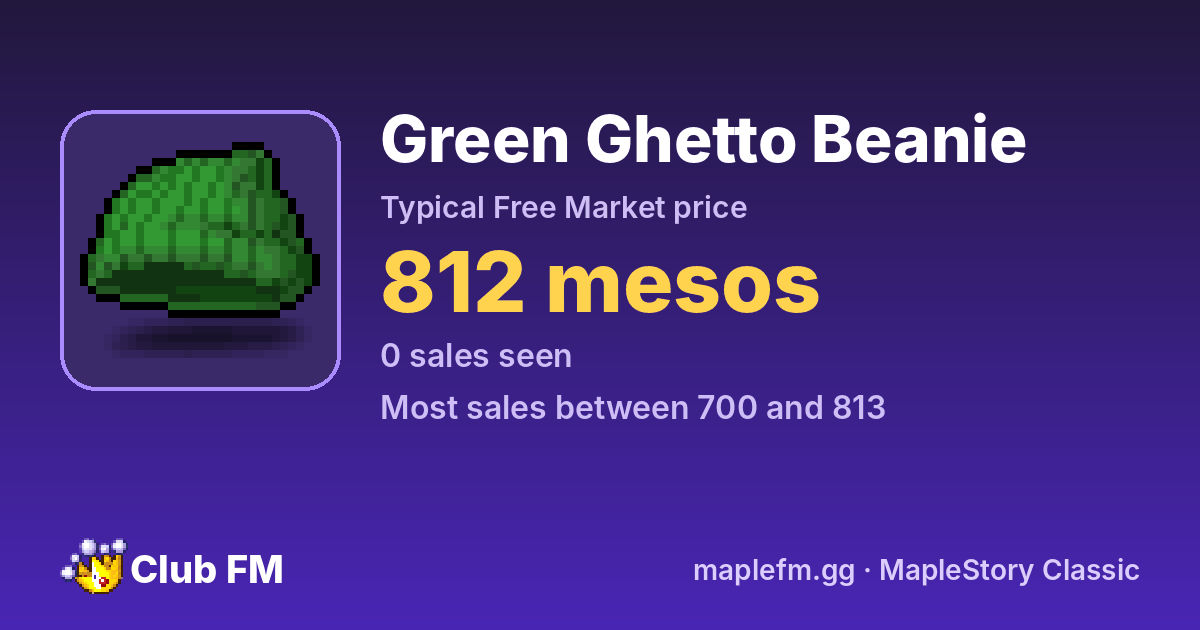 Green Ghetto Beanie
Typical Free Market price
812 mesos
0 sales seen
Most sales between 700 and 813
Club FM
maplefm.gg · MapleStory Classic